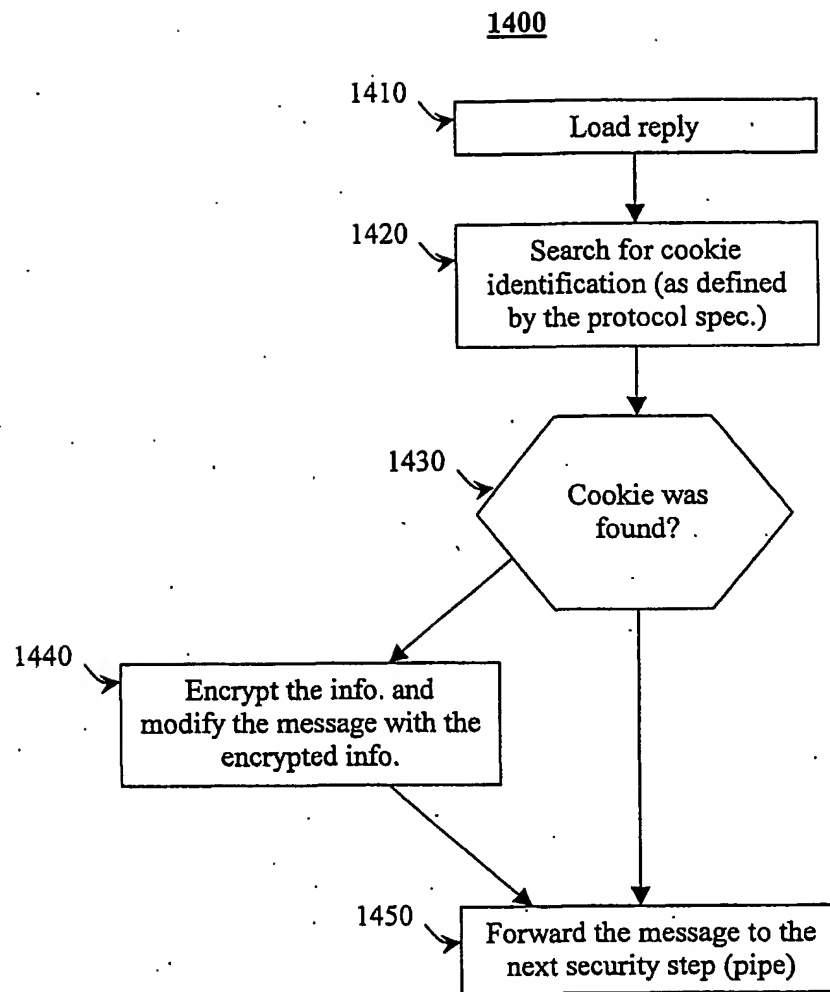 1400
1410
Load reply
1420
Search for cookie
identification (as defined
by the protocol spec.)
1430
Cookie was
found?
1440
Encrypt the info. and
modify the message with the
encrypted info.
1450
Forward the message to the
next security step (pipe)